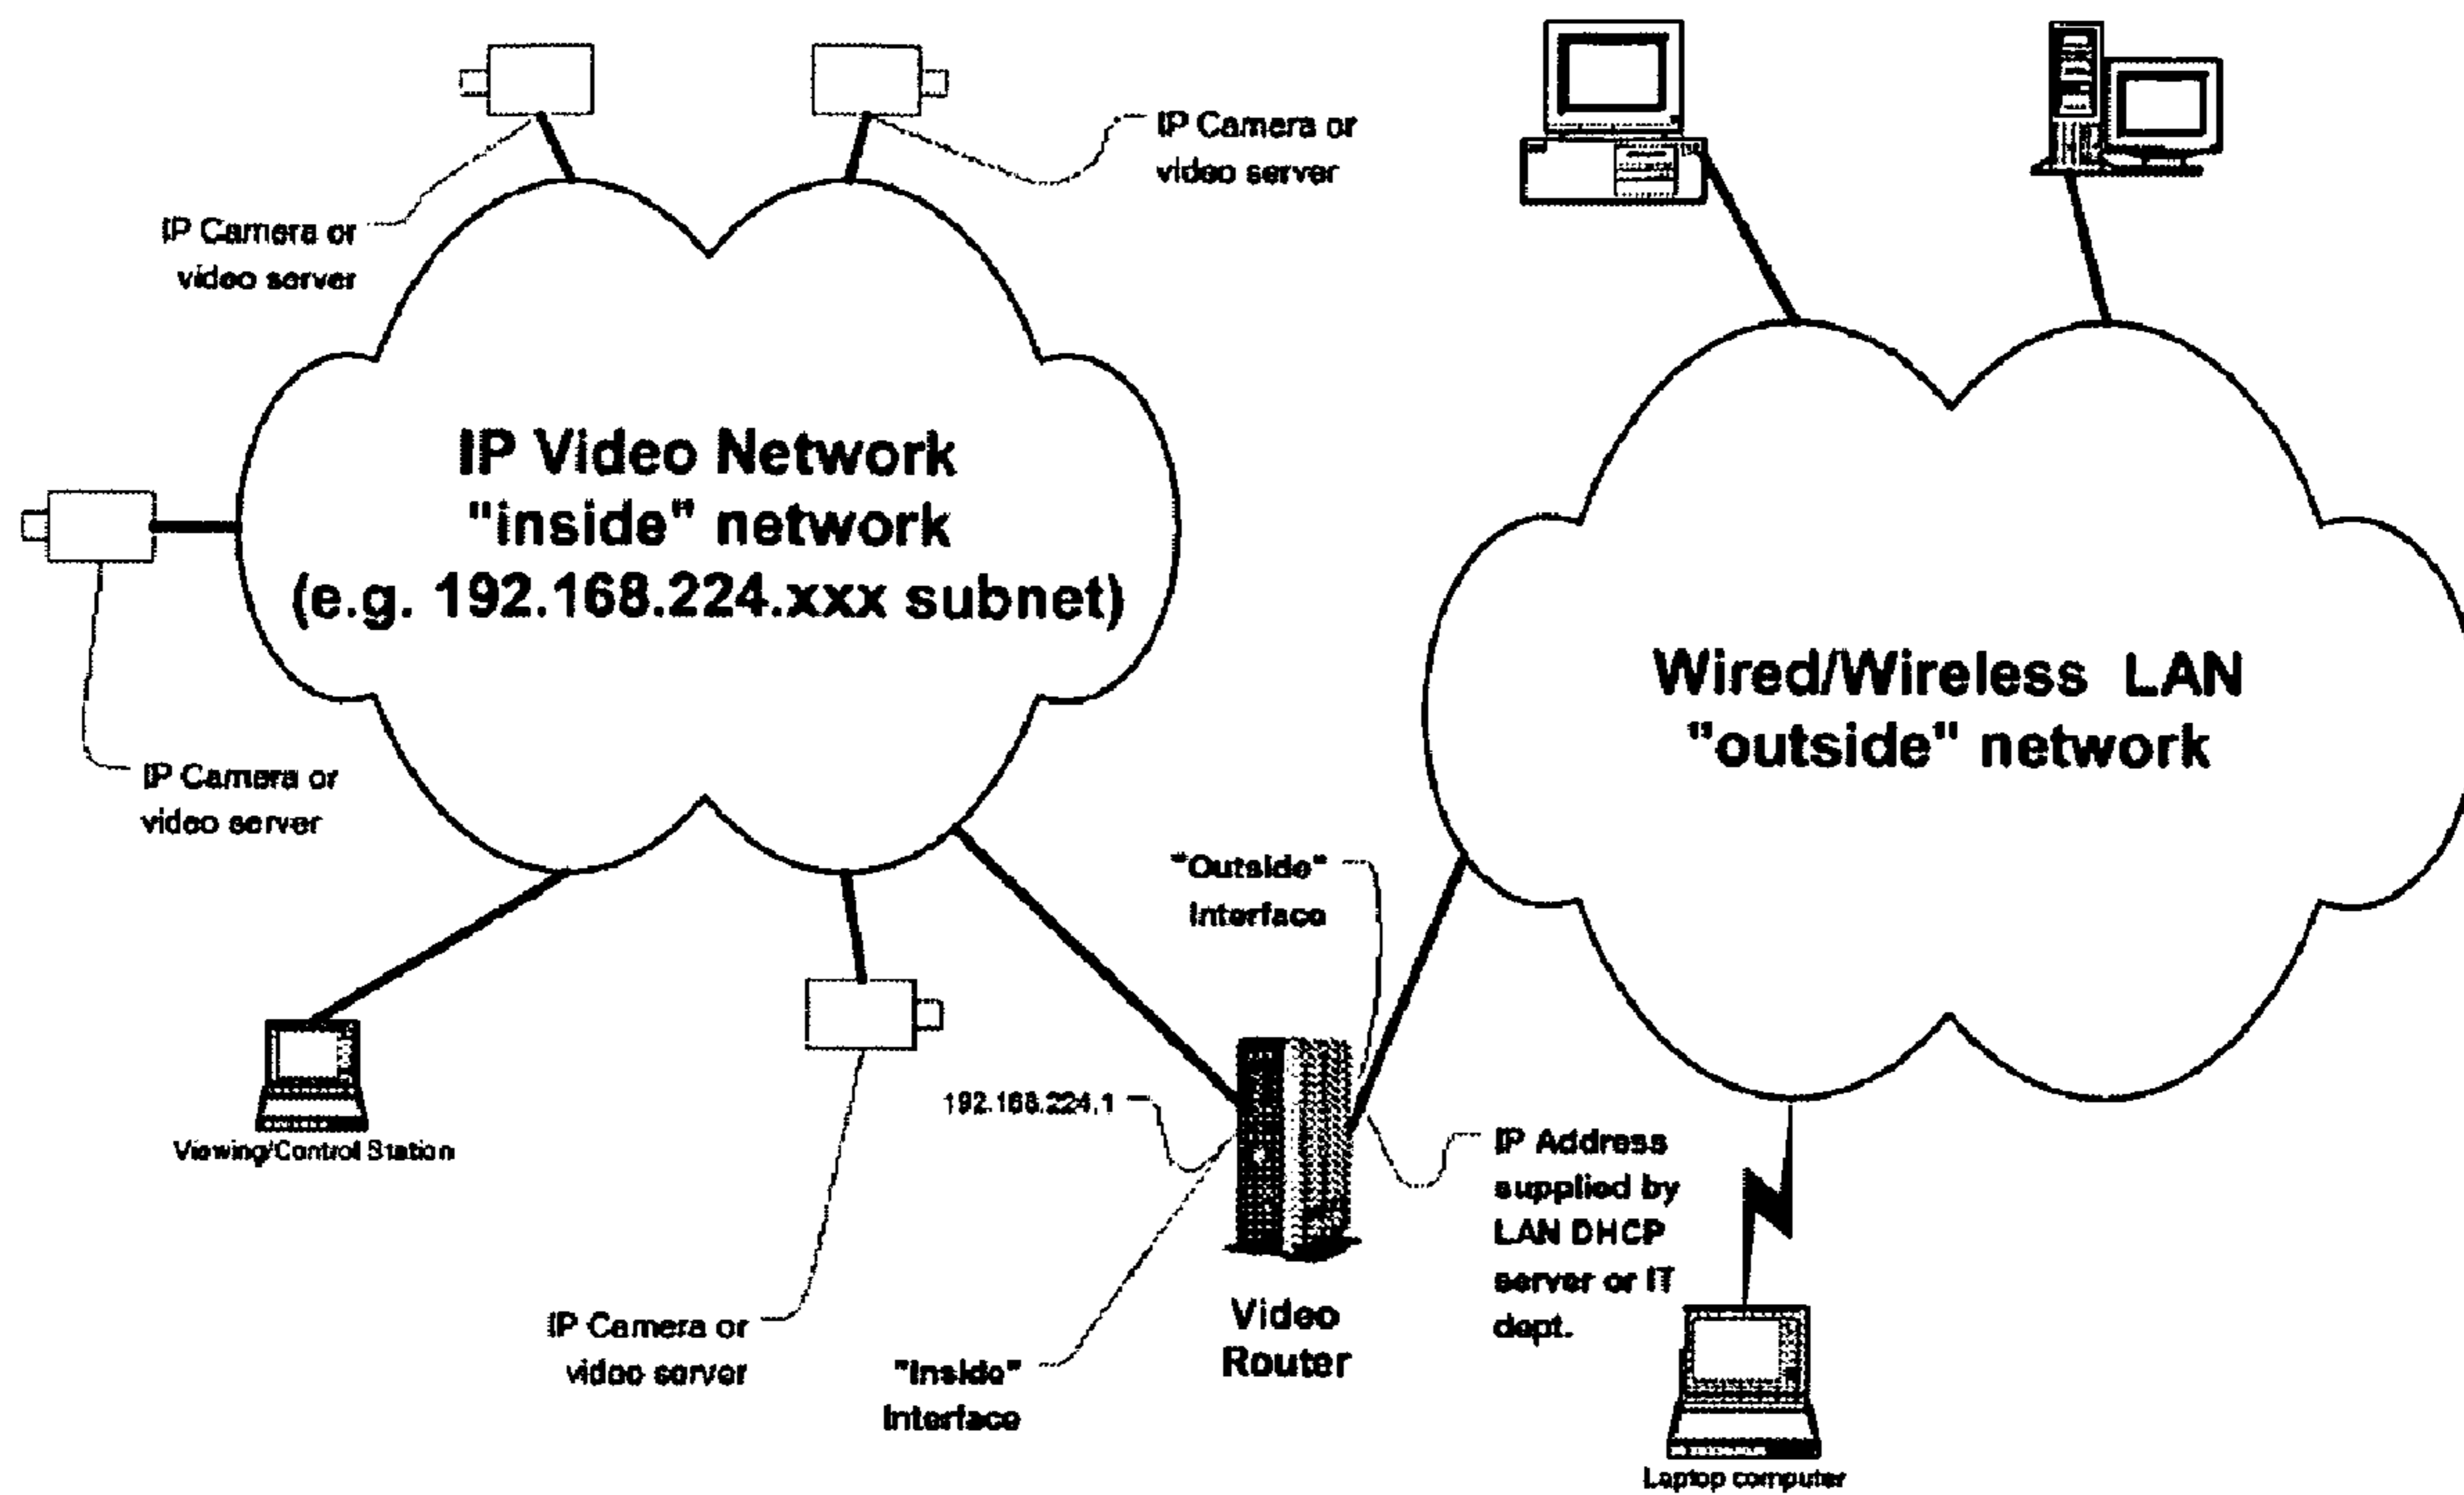 IP Camera or
video server
IP Camera or
video server
IP Video Network
"inside" network
(e.g. 192.168.224.xxx subnet)
Wired/Wireless LAN
"outside" network
IP Camera or
video server
"Outside"
Interface
192.168.224.1
Viewing/Control Station
IP Address
supplied by
LAN DHCP
server or IT
dept.
IP Camera or
video server
"Inside"
Interface
Video
Router
Laptop computer